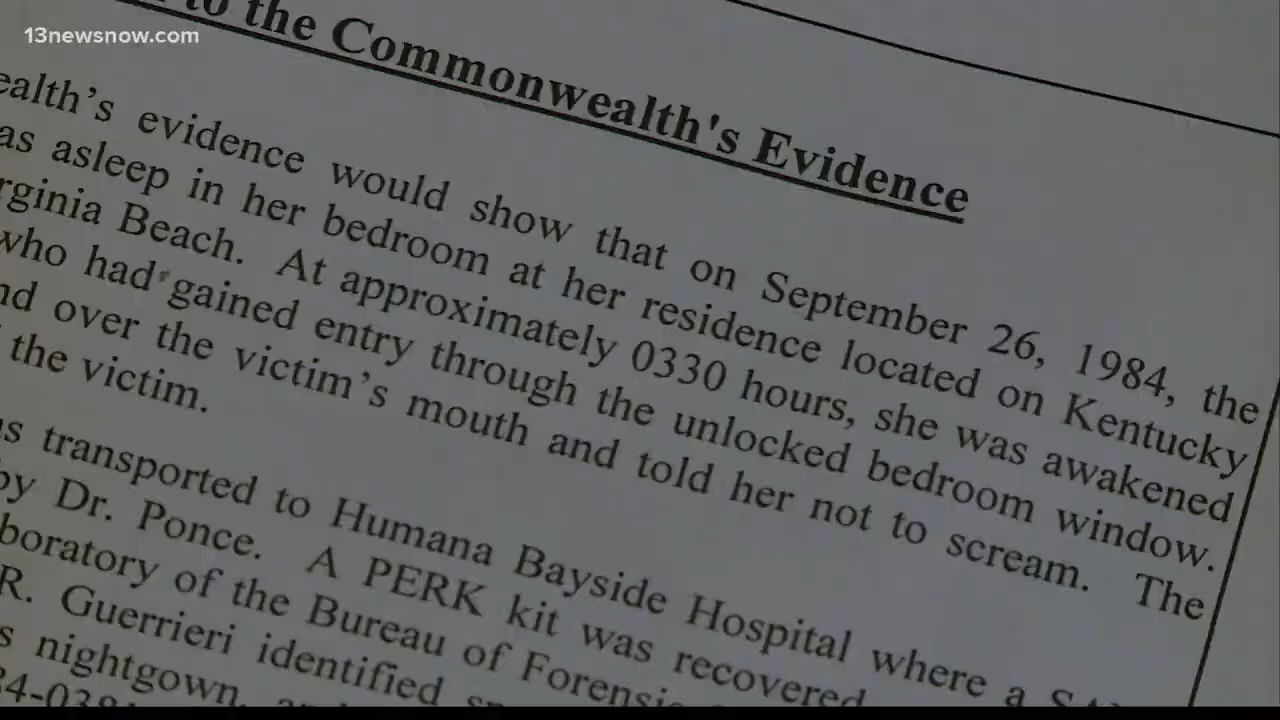 13newsnow.com
to the Commonwealth's Evidence
ealth's evidence would show that on September 26, 1984, the
as asleep in her bedroom at her residence located on Kentucky
rginia Beach. At approximately 0330 hours, she was awakened
who had gained entry through the unlocked bedroom window.
nd over the victim's mouth and told her not to scream. The
the victim.
s transported to Humana Bayside Hospital where a
by Dr. Ponce. A PERK kit was recovered
boratory of the Bureau of Forensic
R. Guerrieri identified
s nightgown,